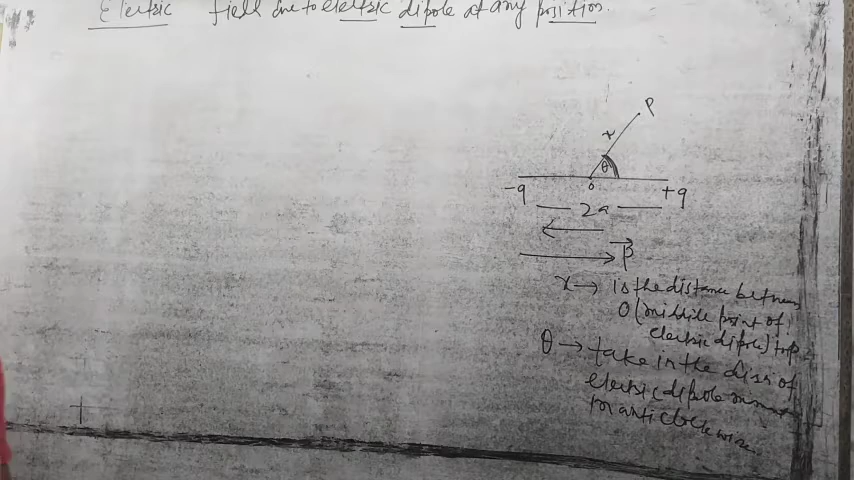 Electric field due to electric dipole at any position.
P
r
θ
-q o +q
2a
p
r → is the distance between
O (middle point of
electric dipole) to P
θ → take in the dirn of
electric dipole moment
in anticlockwise.